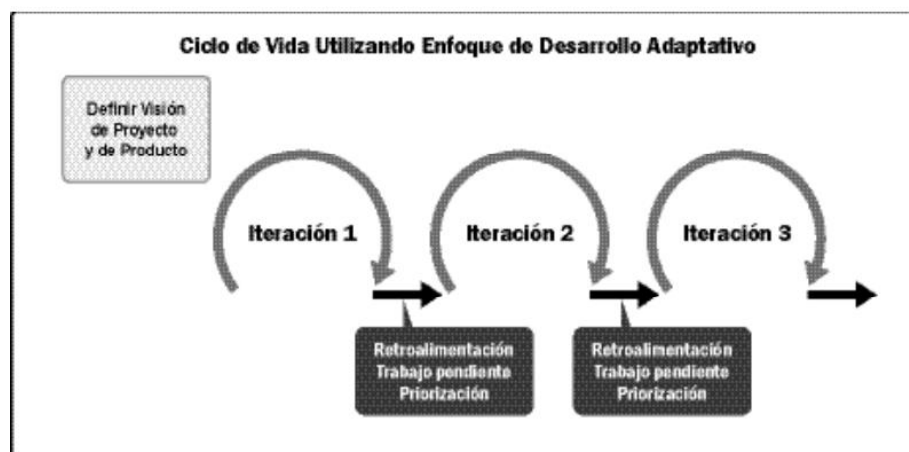 Ciclo de Vida Utilizando Enfoque de Desarrollo Adaptativo
Definir Visión
de Proyecto
y de Producto
Iteración 1
Iteración 2
Iteración 3
Retroalimentación
Trabajo pendiente
Priorización
Retroalimentación
Trabajo pendiente
Priorización